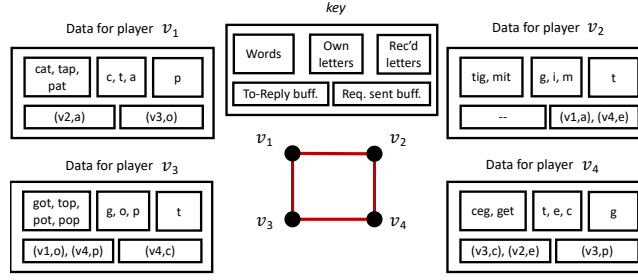 key
Data for player v1
cat, tap, pat
c, t, a
p
(v2,a)
(v3,o)
Words
Own letters
Rec'd letters
To-Reply buff.
Req. sent buff.
Data for player v2
tig, mit
g, i, m
t
--
(v1,a), (v4,e)
v1
v2
v3
v4
Data for player v3
got, top, pot, pop
g, o, p
t
(v1,o), (v4,p)
(v4,c)
Data for player v4
ceg, get
t, e, c
g
(v3,c), (v2,e)
(v3,p)